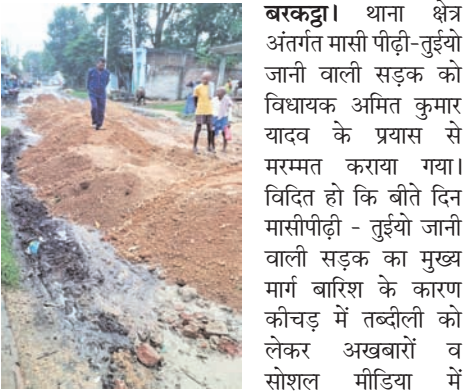 बरकट्ठा। थाना क्षेत्र
अंतर्गत मासी पीढ़ी-तुईयो
जानी वाली सड़क को
विधायक अमित कुमार
यादव के प्रयास से
मरम्मत कराया गया।
विदित हो कि बीते दिन
मासीपीढ़ी - तुईयो जानी
वाली सड़क का मुख्य
मार्ग बारिश के कारण
कीचड़ में तब्दीली को
लेकर अखबारों व
सोशल मीडिया में